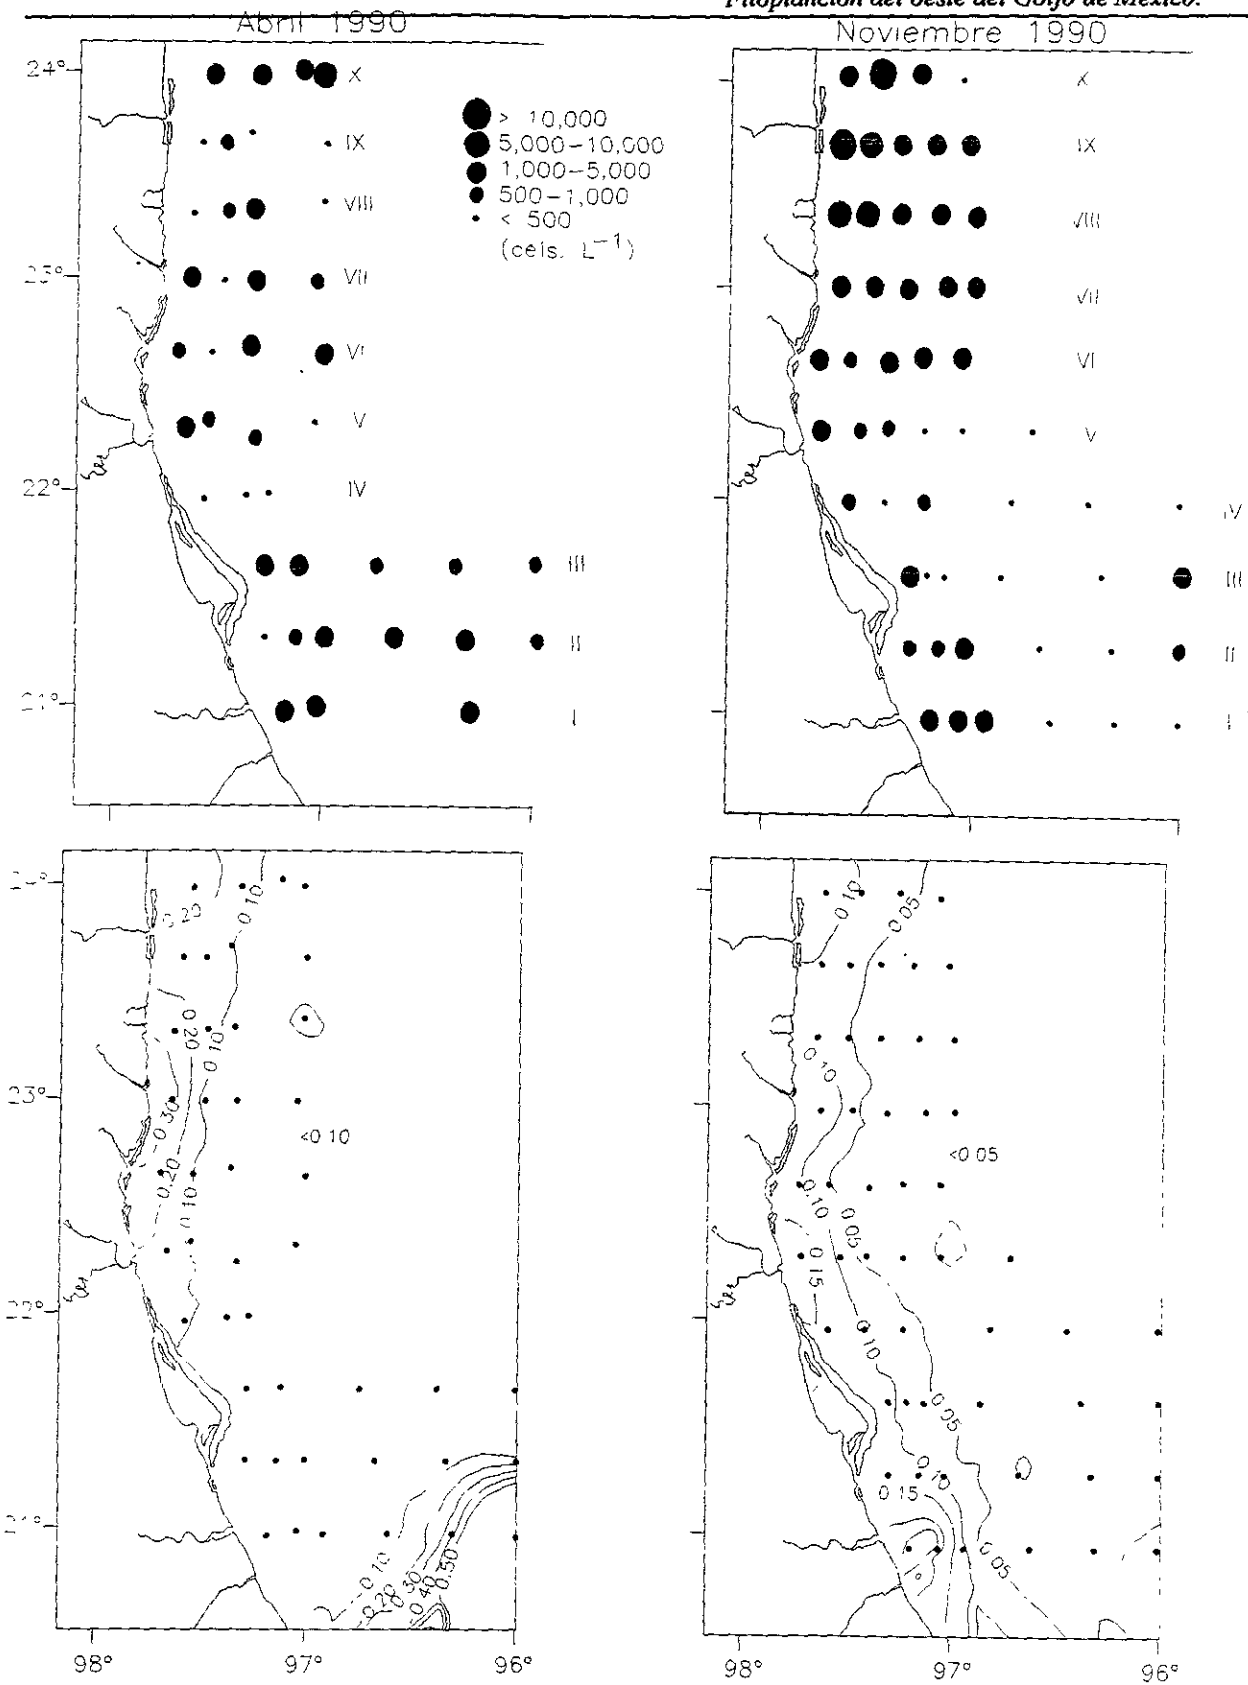 Fitoplancton del oeste del Golfo de México.
Abril 1990
Noviembre 1990
24°
X
X
> 10,000
5,000–10,000
1,000–5,000
500–1,000
< 500
(cels. L⁻¹)
IX
IX
VIII
VIII
23°
VII
VII
VI
VI
V
V
22°
IV
IV
III
III
II
II
21°
I
I
0.20
0.10
0.10
0.05
0.20
0.10
0.10
23°
0.30
<0.10
<0.05
0.20
0.10
0.10
0.05
0.15
0.10
0.05
0.10
0.15
0.05
0.10
0.20
0.30
0.40
0.50
98°
97°
96°
98°
97°
96°